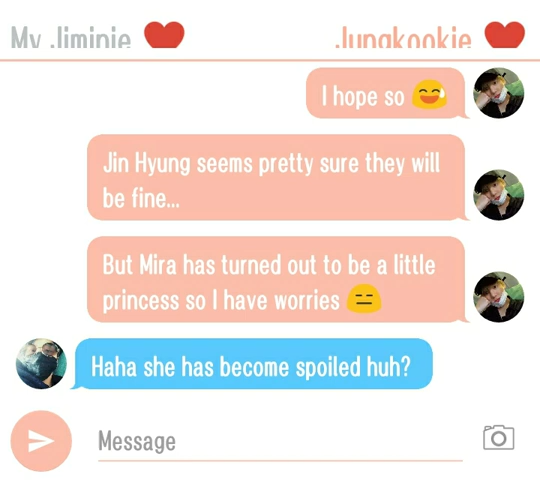 My Jiminie ❤️ Jungkookie ❤️
I hope so 😅
Jin Hyung seems pretty sure they will
be fine...
But Mira has turned out to be a little
princess so I have worries 😑
Haha she has become spoiled huh?
Message